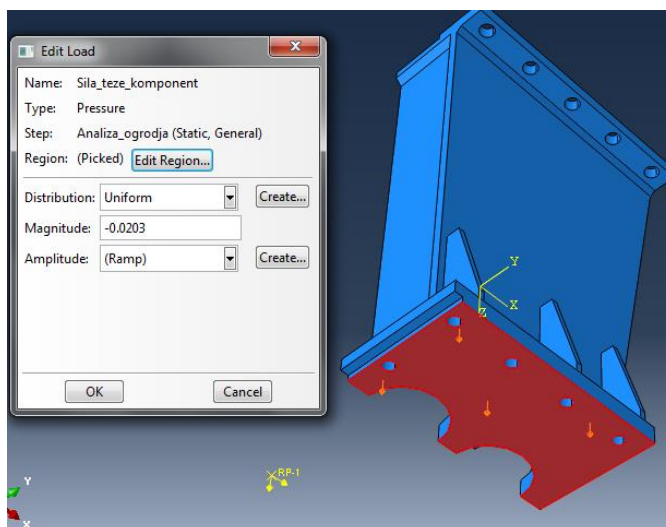 Edit Load
X
Name: Sila_teze_komponent
Type: Pressure
Step: Analiza_ogrodja (Static, General)
Region: (Picked) Edit Region...
Distribution: Uniform Create...
Magnitude: -0.0203
Amplitude: (Ramp) Create...
OK Cancel
Y
X
Z
RP-1
Y
X